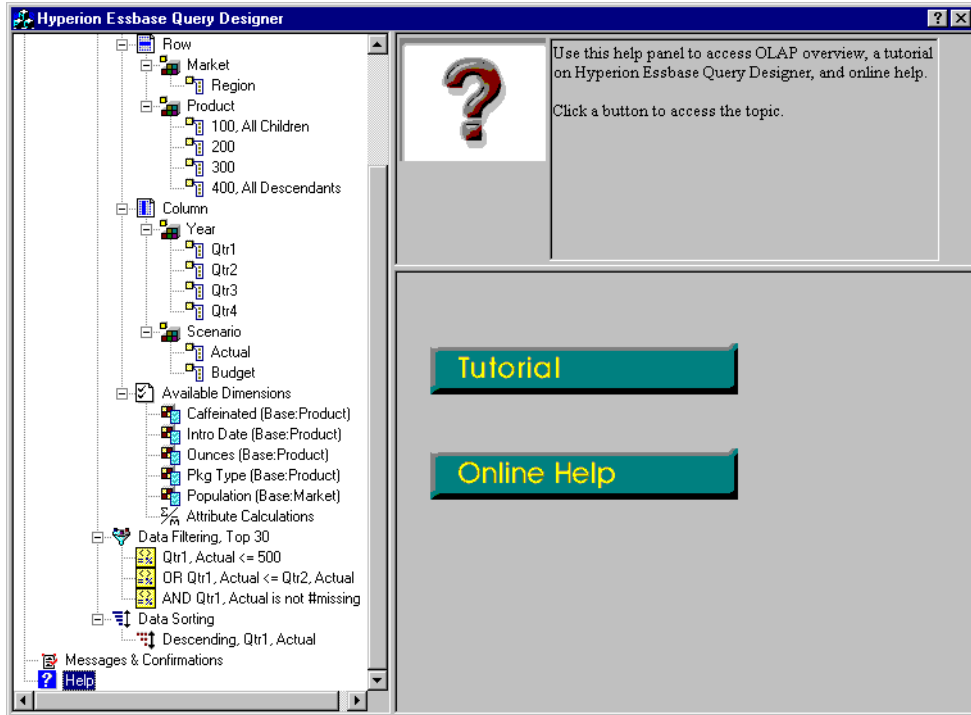 Hyperion Essbase Query Designer
Row
Market
Region
Product
100, All Children
200
300
400, All Descendants
Column
Year
Qtr1
Qtr2
Qtr3
Qtr4
Scenario
Actual
Budget
Available Dimensions
Caffeinated (Base:Product)
Intro Date (Base:Product)
Ounces (Base:Product)
Pkg Type (Base:Product)
Population (Base:Market)
Attribute Calculations
Data Filtering, Top 30
Qtr1, Actual <= 500
OR Qtr1, Actual <= Qtr2, Actual
AND Qtr1, Actual is not #missing
Data Sorting
Descending, Qtr1, Actual
Messages & Confirmations
Help
Use this help panel to access OLAP overview, a tutorial
on Hyperion Essbase Query Designer, and online help.
Click a button to access the topic.
Tutorial
Online Help